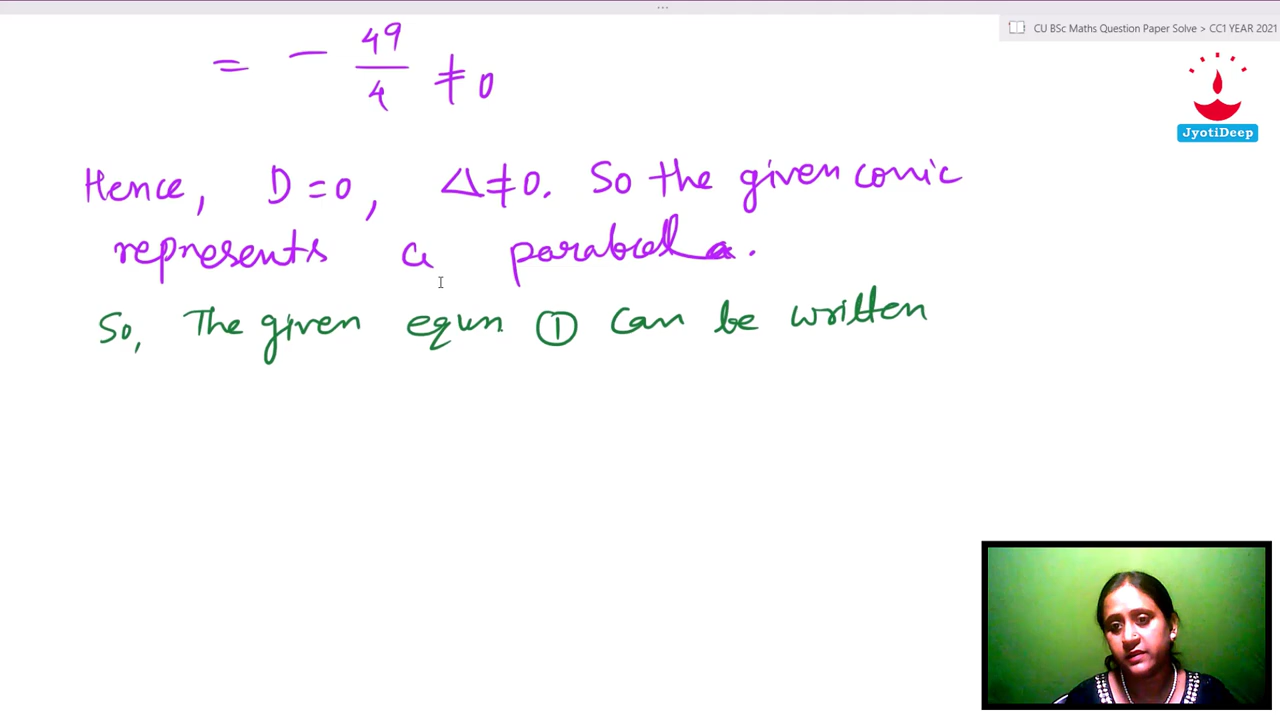 ...
CU BSc Maths Question Paper Solve > CC1 YEAR 2021
JyotiDeep
= - 49/4 ≠ 0
Hence, D = 0, Δ ≠ 0. So the given conic
represents a parabola.
So, The given equn ① can be written